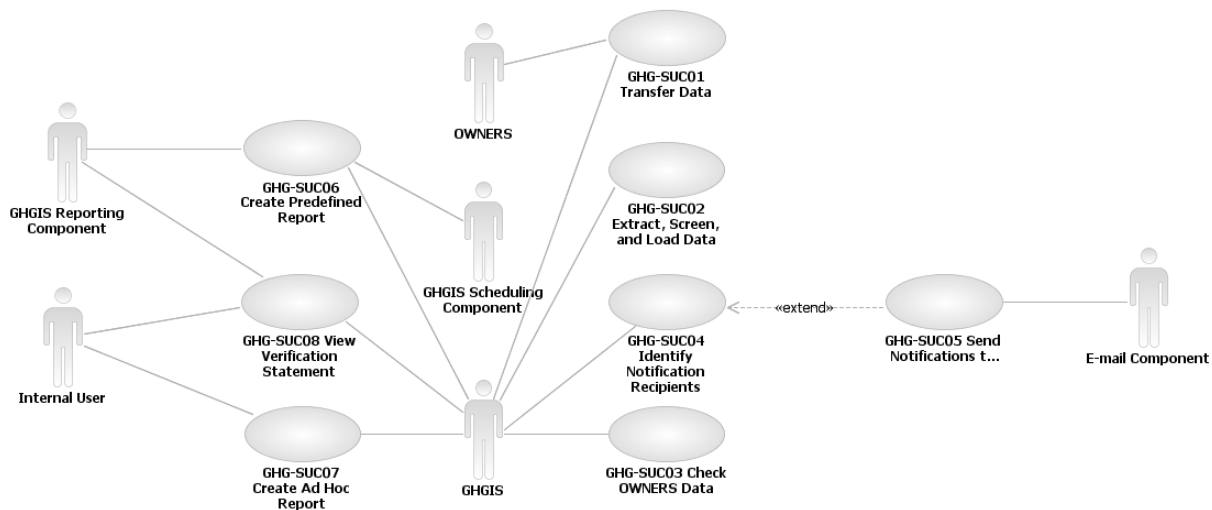 GHG-SUC01
Transfer Data
OWNERS
GHG-SUC06
Create Predefined
Report
GHGIS Reporting
Component
GHG-SUC02
Extract, Screen,
and Load Data
GHGIS Scheduling
Component
«extend»
GHG-SUC08 View
Verification
Statement
GHG-SUC04
Identify
Notification
Recipients
GHG-SUC05 Send
Notifications t...
E-mail Component
Internal User
GHG-SUC07
Create Ad Hoc
Report
GHGIS
GHG-SUC03 Check
OWNERS Data